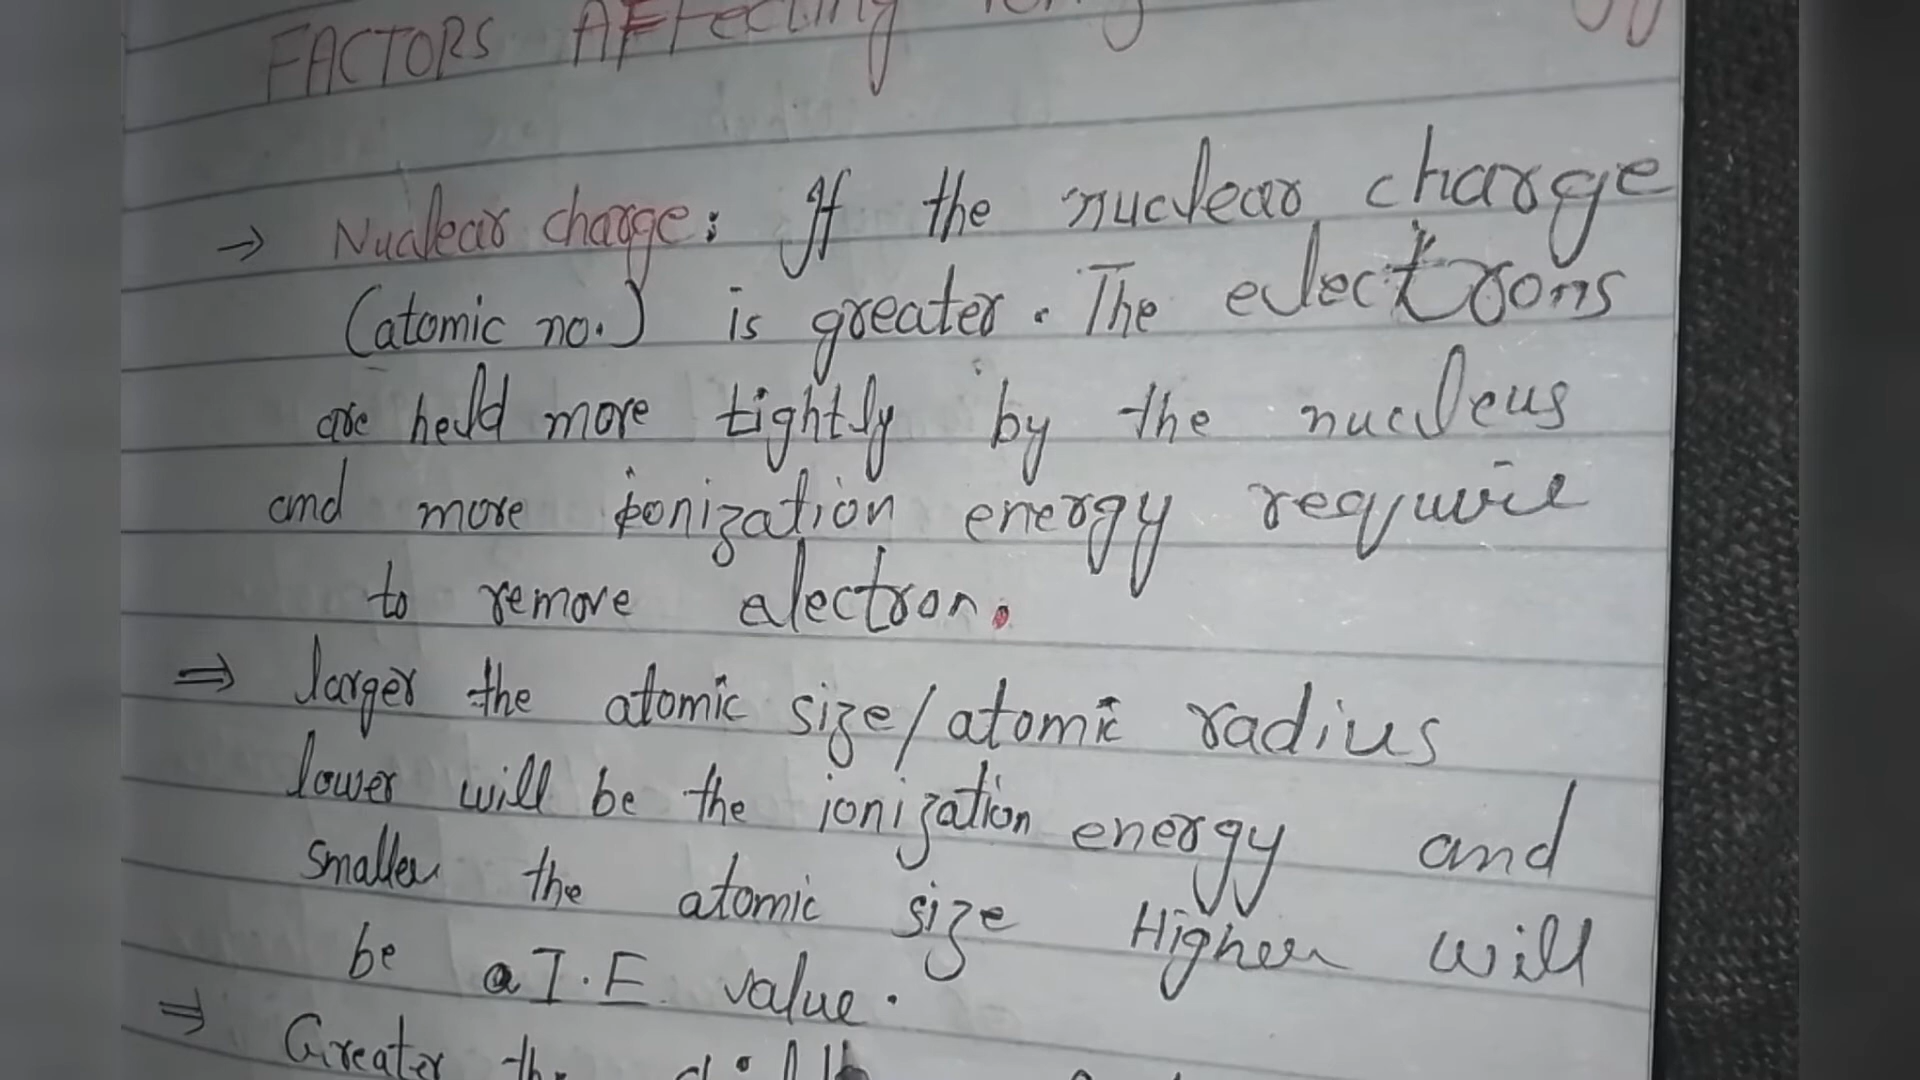 FACTORS AFFecting
→ Nuclear charge: If the nuclear charge
(atomic no.) is greater. The electrons
are held more tightly by the nucleus
and more ionization energy require
to remove electron.
⇒ larger the atomic size/atomic radius
lower will be the ionization energy and
smaller the atomic size Higher will
be a I.E. value.
⇒ Greater the